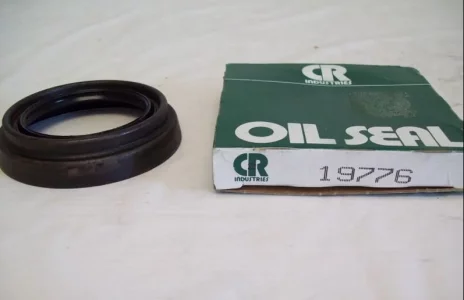 CR
INDUSTRIES
OIL SEAL
CR
INDUSTRIES
19776